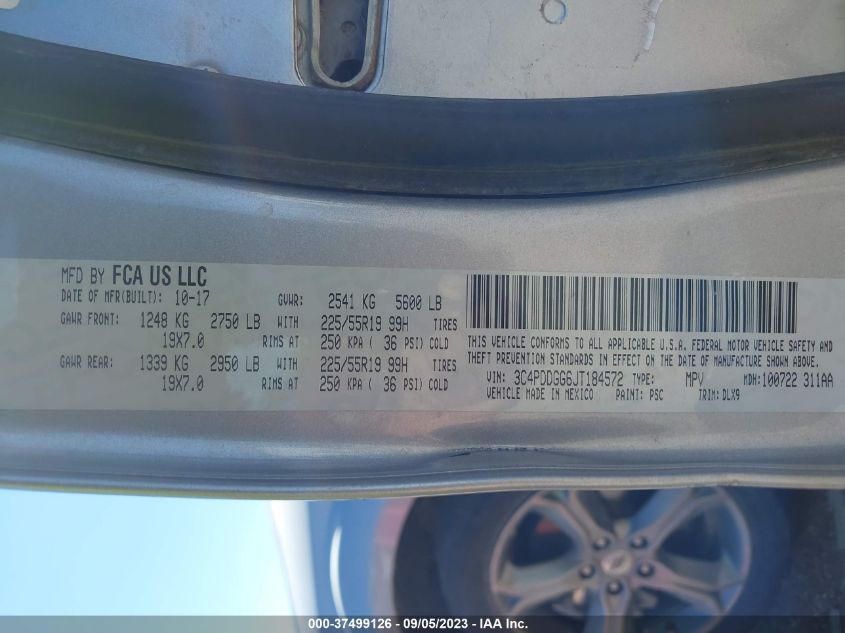 MFD BY FCA US LLC
DATE OF MFR(BUILT): 10-17 GVWR: 2541 KG 5600 LB
GAWR FRONT: 1248 KG 2750 LB WITH 225/55R19 99H TIRES
19X7.0 RIMS AT 250 KPA ( 36 PSI) COLD
GAWR REAR: 1339 KG 2950 LB WITH 225/55R19 99H TIRES
19X7.0 RIMS AT 250 KPA ( 36 PSI) COLD
THIS VEHICLE CONFORMS TO ALL APPLICABLE U.S.A. FEDERAL MOTOR VEHICLE SAFETY AND
THEFT PREVENTION STANDARDS IN EFFECT ON THE DATE OF MANUFACTURE SHOWN ABOVE.
VIN: 3C4PDDGG6JT184572 TYPE: MPV MDH:100722 311AA
VEHICLE MADE IN MEXICO PAINT: PSC TRIM: DLX9
000-37499126 - 09/05/2023 - IAA Inc.